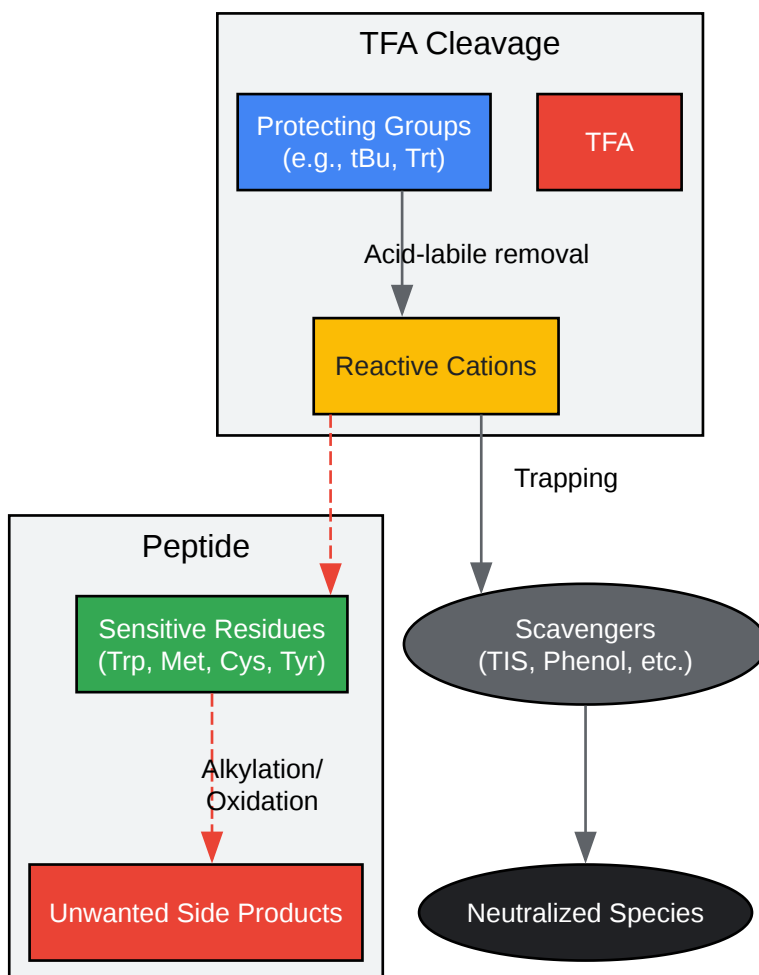 TFA Cleavage
Protecting Groups
(e.g., tBu, Trt)
TFA
Acid-labile removal
Reactive Cations
Trapping
Peptide
Sensitive Residues
(Trp, Met, Cys, Tyr)
Scavengers
(TIS, Phenol, etc.)
Alkylation/
Oxidation
Unwanted Side Products
Neutralized Species